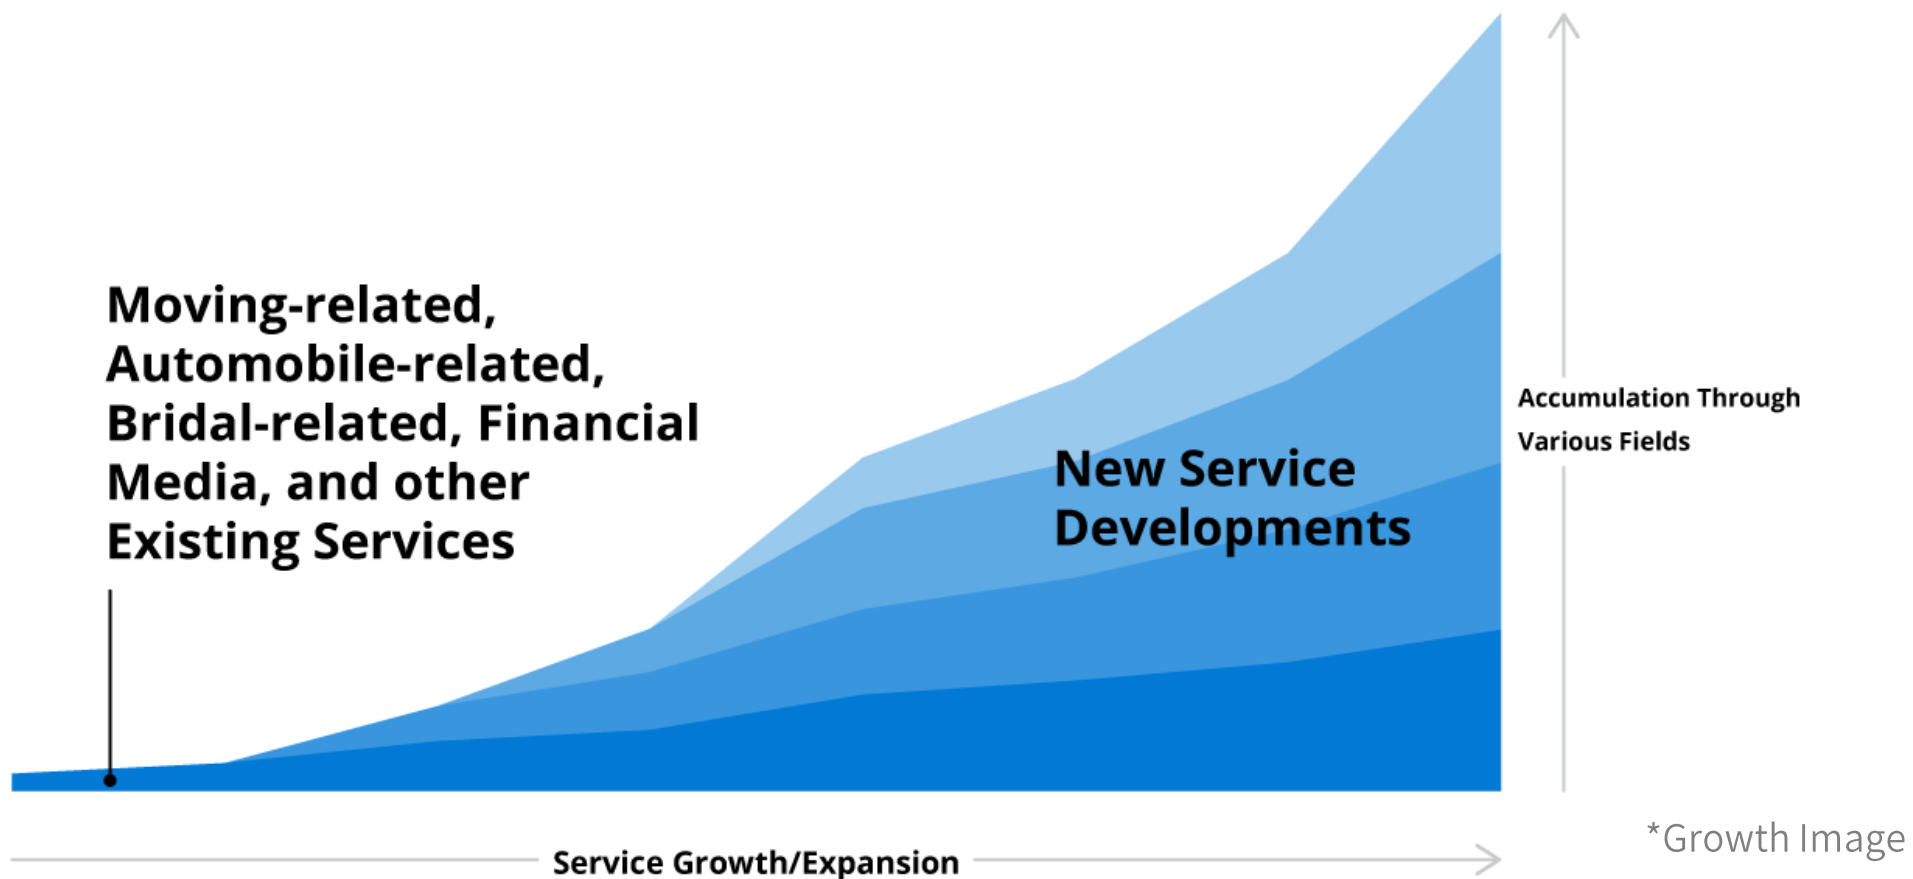 Moving-related,
Automobile-related,
Bridal-related, Financial
Media, and other
Existing Services
New Service
Developments
Accumulation Through
Various Fields
Service Growth/Expansion
*Growth Image